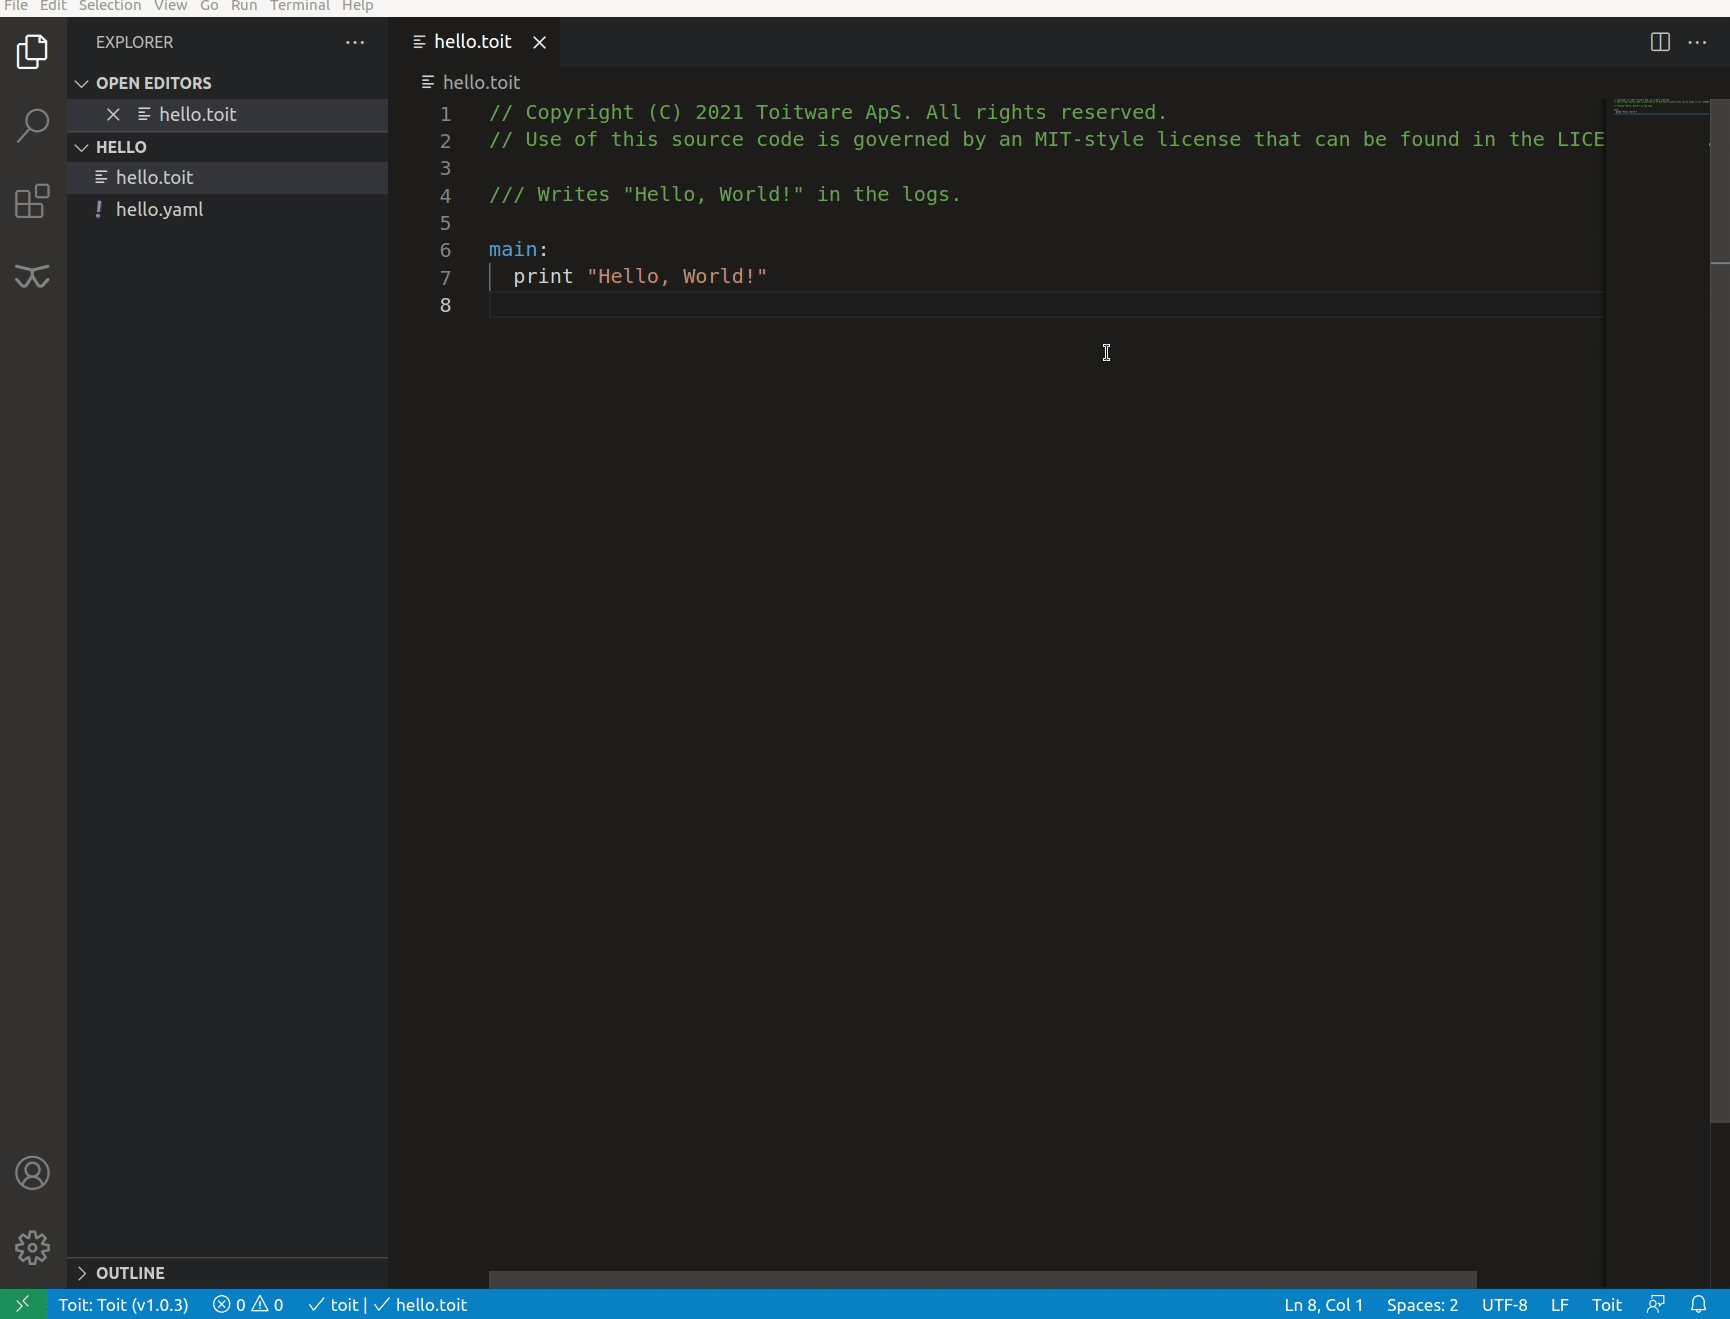 File Edit Selection View Go Run Terminal Help
EXPLORER
OPEN EDITORS
hello.toit
HELLO
hello.toit
hello.yaml
OUTLINE
hello.toit
hello.toit
1 // Copyright (C) 2021 Toitware ApS. All rights reserved.
2 // Use of this source code is governed by an MIT-style license that can be found in the LICE
3
4 /// Writes "Hello, World!" in the logs.
5
6 main:
7 print "Hello, World!"
8
Toit: Toit (v1.0.3) 0 0 toit | hello.toit Ln 8, Col 1 Spaces: 2 UTF-8 LF Toit